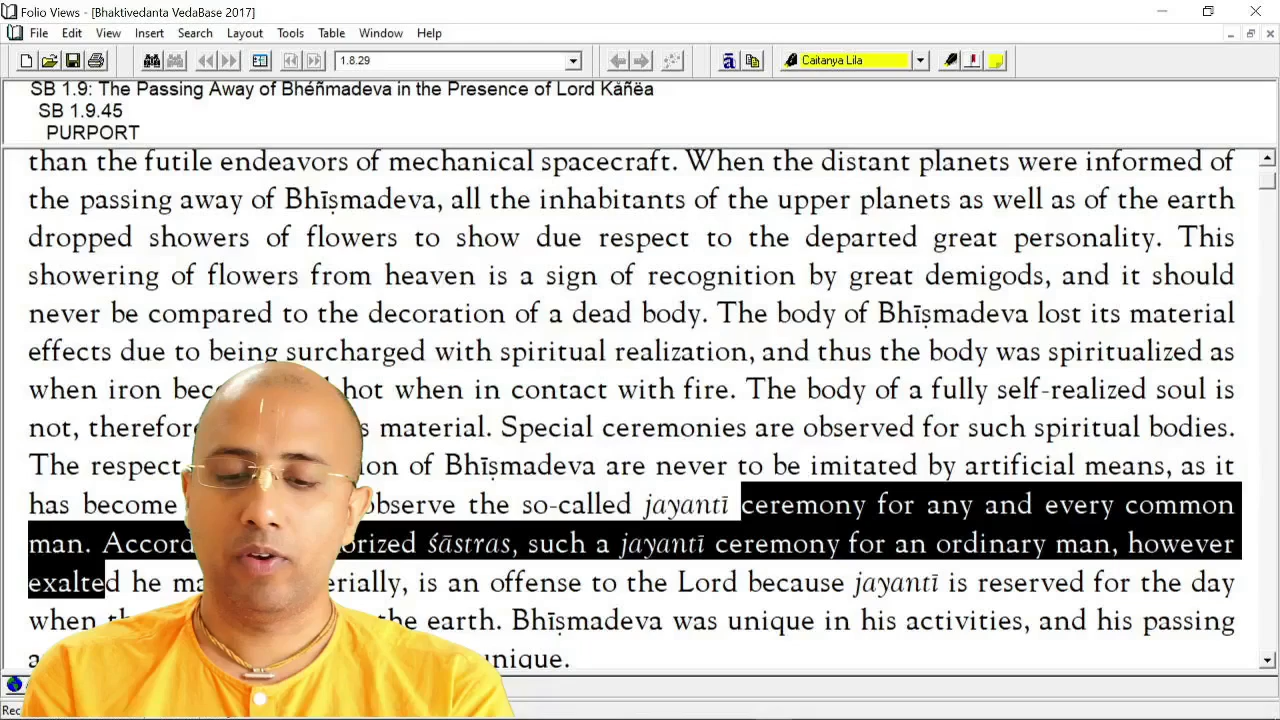 Folio Views - [Bhaktivedanta VedaBase 2017]
File Edit View Insert Search Layout Tools Table Window Help
1.8.29
Caitanya Lila
SB 1.9: The Passing Away of Bhéñmadeva in the Presence of Lord Kåñëa
SB 1.9.45
PURPORT
than the futile endeavors of mechanical spacecraft. When the distant planets were informed of
the passing away of Bhīṣmadeva, all the inhabitants of the upper planets as well as of the earth
dropped showers of flowers to show due respect to the departed great personality. This
showering of flowers from heaven is a sign of recognition by great demigods, and it should
never be compared to the decoration of a dead body. The body of Bhīṣmadeva lost its material
effects due to being surcharged with spiritual realization, and thus the body was spiritualized as
when iron hot when in contact with fire. The body of a fully self-realized soul is
not, material. Special ceremonies are observed for such spiritual bodies.
The respect of Bhīṣmadeva are never to be imitated by artificial means, as it
has become observe the so-called jayantī ceremony for any and every common
man. śāstras, such a jayantī ceremony for an ordinary man, however
exalted he is an offense to the Lord because jayantī is reserved for the day
when the earth. Bhīṣmadeva was unique in his activities, and his passing
unique.